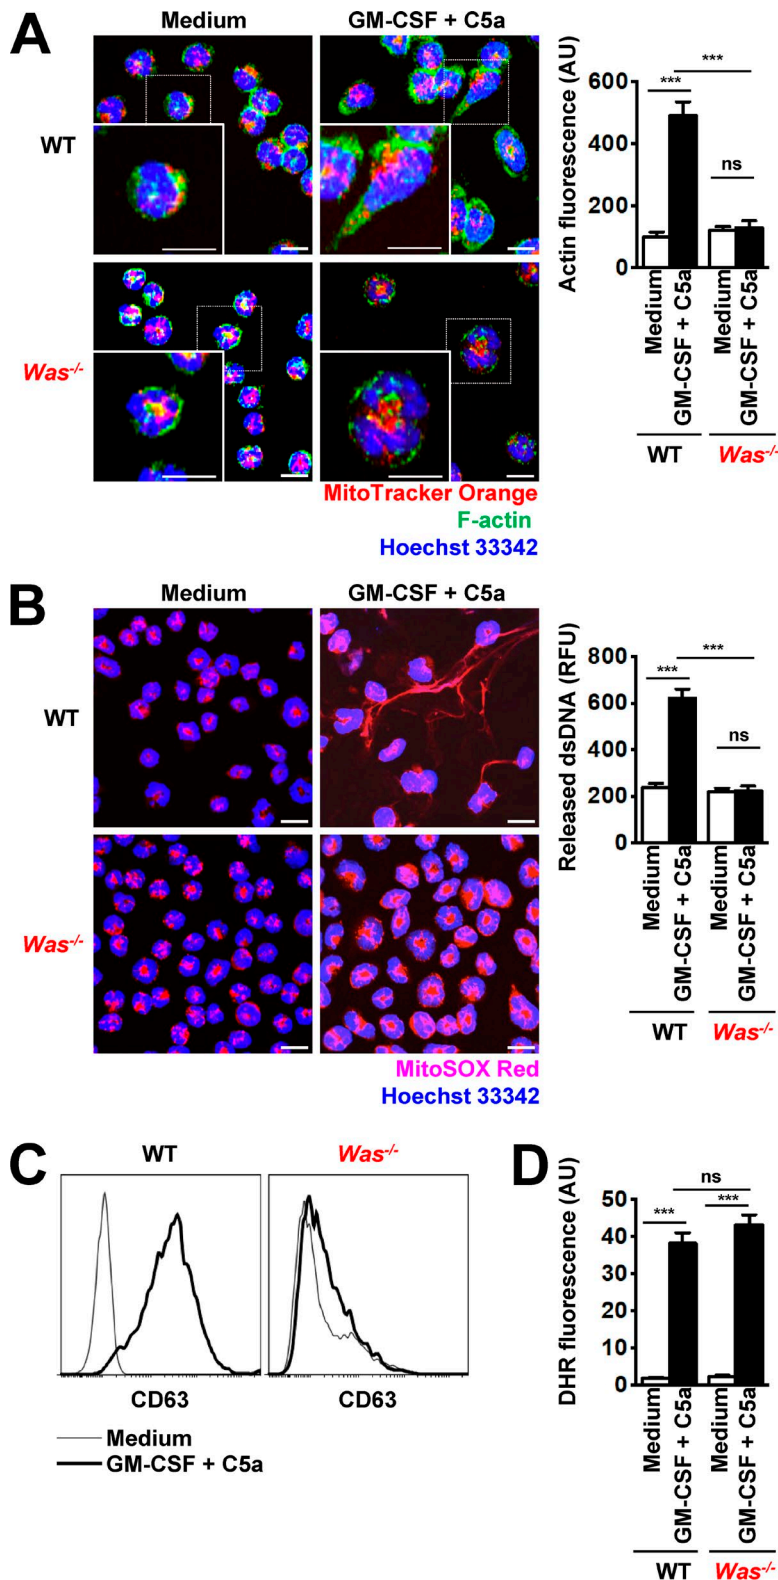 A
Medium
GM-CSF + C5a
WT
Was-/-
MitoTracker Orange
F-actin
Hoechst 33342
Actin fluorescence (AU)
600
400
200
0
***
***
ns
Medium
GM-CSF + C5a
Medium
GM-CSF + C5a
WT
Was-/-
B
Medium
GM-CSF + C5a
WT
Was-/-
MitoSOX Red
Hoechst 33342
Released dsDNA (RFU)
800
600
400
200
0
***
***
ns
Medium
GM-CSF + C5a
Medium
GM-CSF + C5a
WT
Was-/-
C
WT
Was-/-
CD63
CD63
Medium
GM-CSF + C5a
D
DHR fluorescence (AU)
50
40
30
20
10
0
ns
***
***
Medium
GM-CSF + C5a
Medium
GM-CSF + C5a
WT
Was-/-